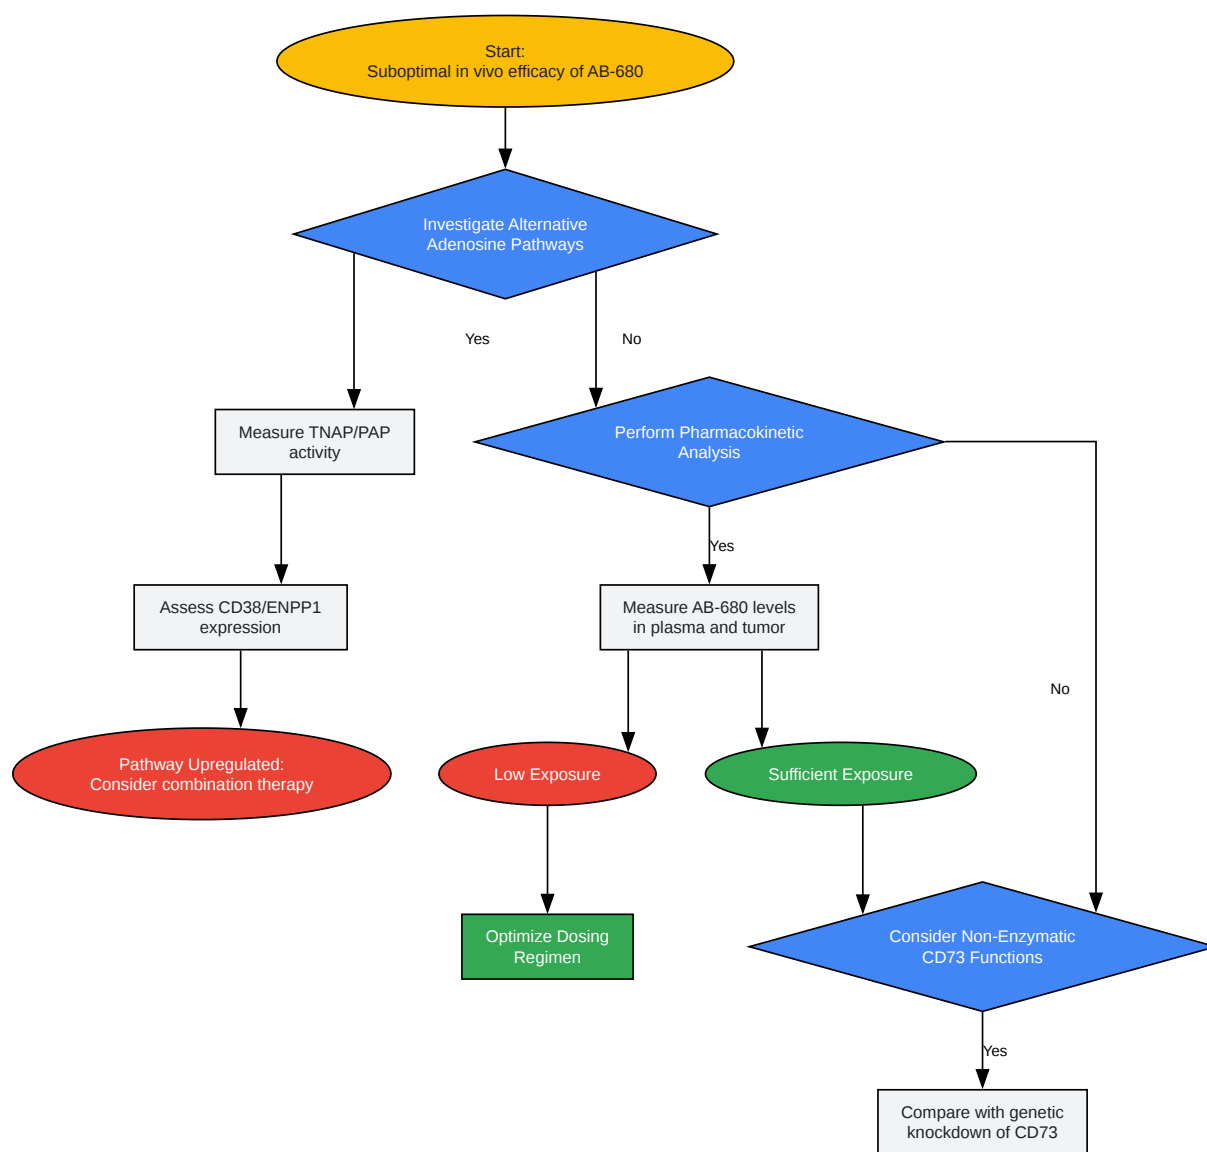 Start:
Suboptimal in vivo efficacy of AB-680
Investigate Alternative
Adenosine Pathways
Yes
No
Measure TNAP/PAP
activity
Perform Pharmacokinetic
Analysis
Yes
Assess CD38/ENPP1
expression
Measure AB-680 levels
in plasma and tumor
No
Pathway Upregulated:
Consider combination therapy
Low Exposure
Sufficient Exposure
Optimize Dosing
Regimen
Consider Non-Enzymatic
CD73 Functions
Yes
Compare with genetic
knockdown of CD73